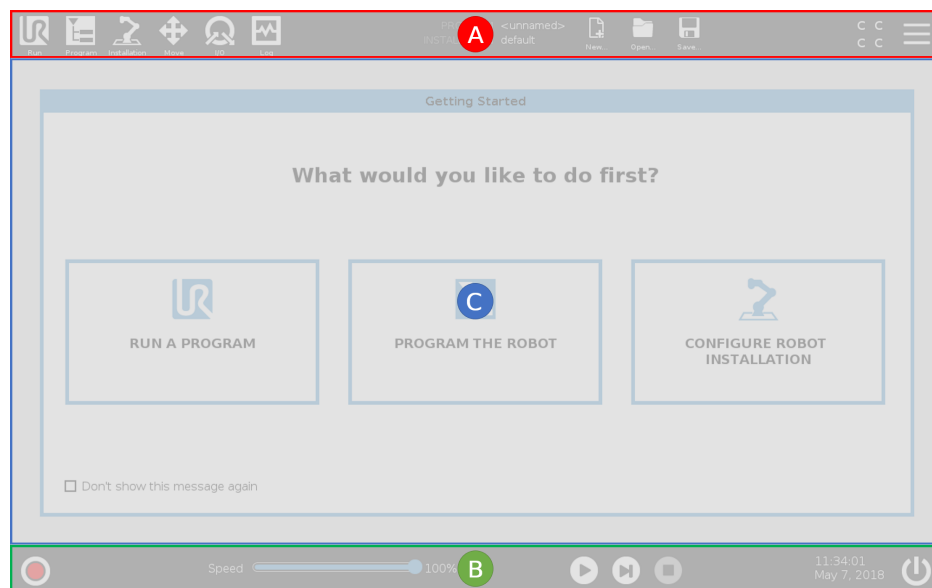 <unnamed>
A
default
C C
C C
Run
Program
Installation
Move
I/O
Log
New...
Open...
Save...
Getting Started
What would you like to do first?
RUN A PROGRAM
C
PROGRAM THE ROBOT
CONFIGURE ROBOT
INSTALLATION
Don't show this message again
Speed
100%
B
11:34:01
May 7, 2018